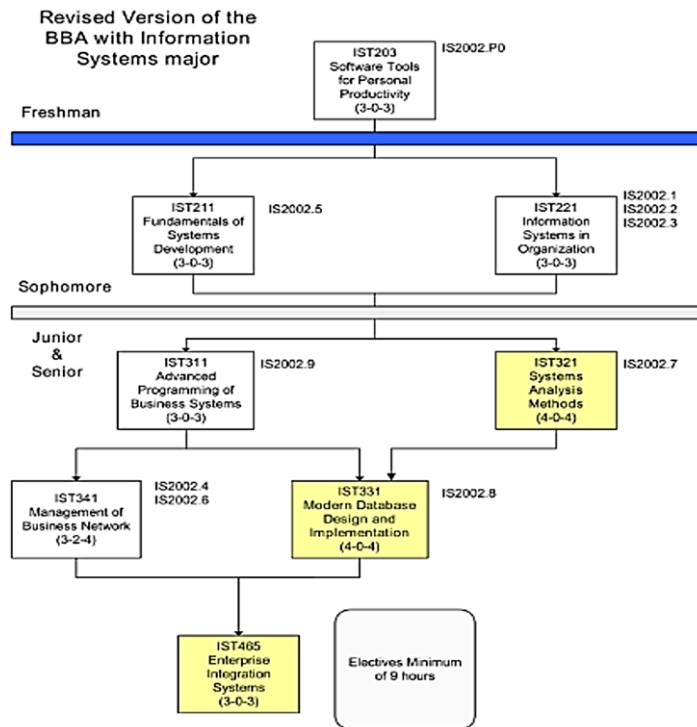 Revised Version of the
BBA with Information
Systems major
IST203
Software Tools
for Personal
Productivity
(3-0-3)
IS2002.P0
Freshman
IST211
Fundamentals of
Systems
Development
(3-0-3)
IS2002.5
IST221
Information
Systems in
Organization
(3-0-3)
IS2002.1
IS2002.2
IS2002.3
Sophomore
Junior
&
Senior
IST311
Advanced
Programming of
Business Systems
(3-0-3)
IS2002.9
IST321
Systems
Analysis
Methods
(4-0-4)
IS2002.7
IST341
Management of
Business Network
(3-2-4)
IS2002.4
IS2002.6
IST331
Modern Database
Design and
Implementation
(4-0-4)
IS2002.8
IST465
Enterprise
Integration
Systems
(3-0-3)
Electives Minimum
of 9 hours